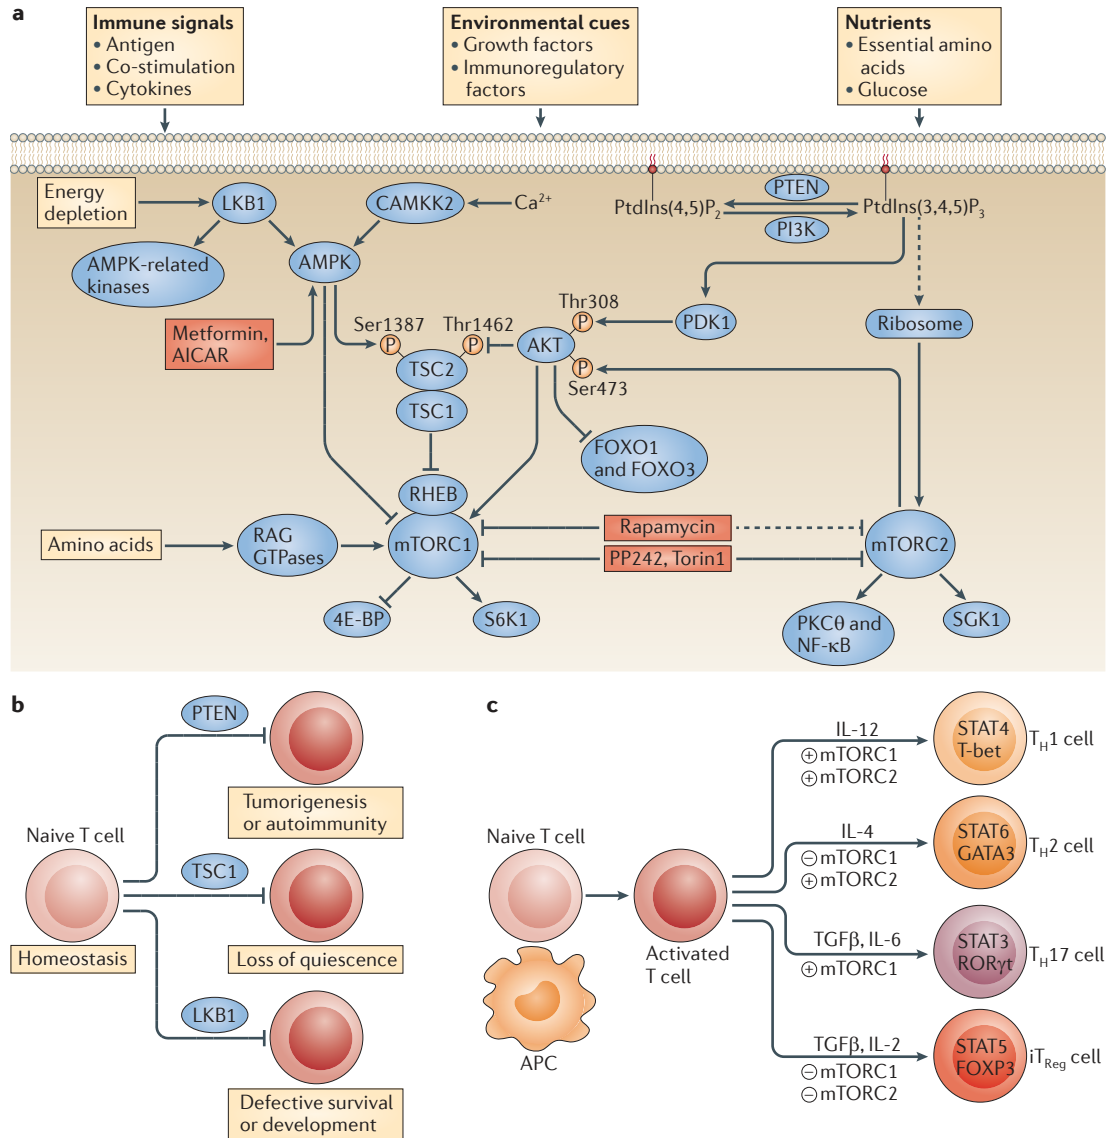 a
Immune signals
• Antigen
• Co-stimulation
• Cytokines
Environmental cues
• Growth factors
• Immunoregulatory
factors
Nutrients
• Essential amino
acids
• Glucose
Energy
depletion
LKB1
CAMKK2
Ca²⁺
PtdIns(4,5)P₂
PTEN
PI3K
PtdIns(3,4,5)P₃
AMPK-related
kinases
AMPK
Metformin,
AICAR
Ser1387
Thr1462
P
P
TSC2
TSC1
AKT
Thr308
P
P
Ser473
PDK1
Ribosome
FOXO1
and FOXO3
RHEB
Amino acids
RAG
GTPases
mTORC1
Rapamycin
PP242, Torin1
mTORC2
4E-BP
S6K1
PKCθ and
NF-κB
SGK1
b
Naive T cell
Homeostasis
PTEN
Tumorigenesis
or autoimmunity
TSC1
Loss of quiescence
LKB1
Defective survival
or development
c
Naive T cell
APC
Activated
T cell
IL-12
+ mTORC1
+ mTORC2
STAT4
T-bet
T_H1 cell
IL-4
− mTORC1
+ mTORC2
STAT6
GATA3
T_H2 cell
TGFβ, IL-6
+ mTORC1
STAT3
RORγt
T_H17 cell
TGFβ, IL-2
− mTORC1
− mTORC2
STAT5
FOXP3
iT_Reg cell